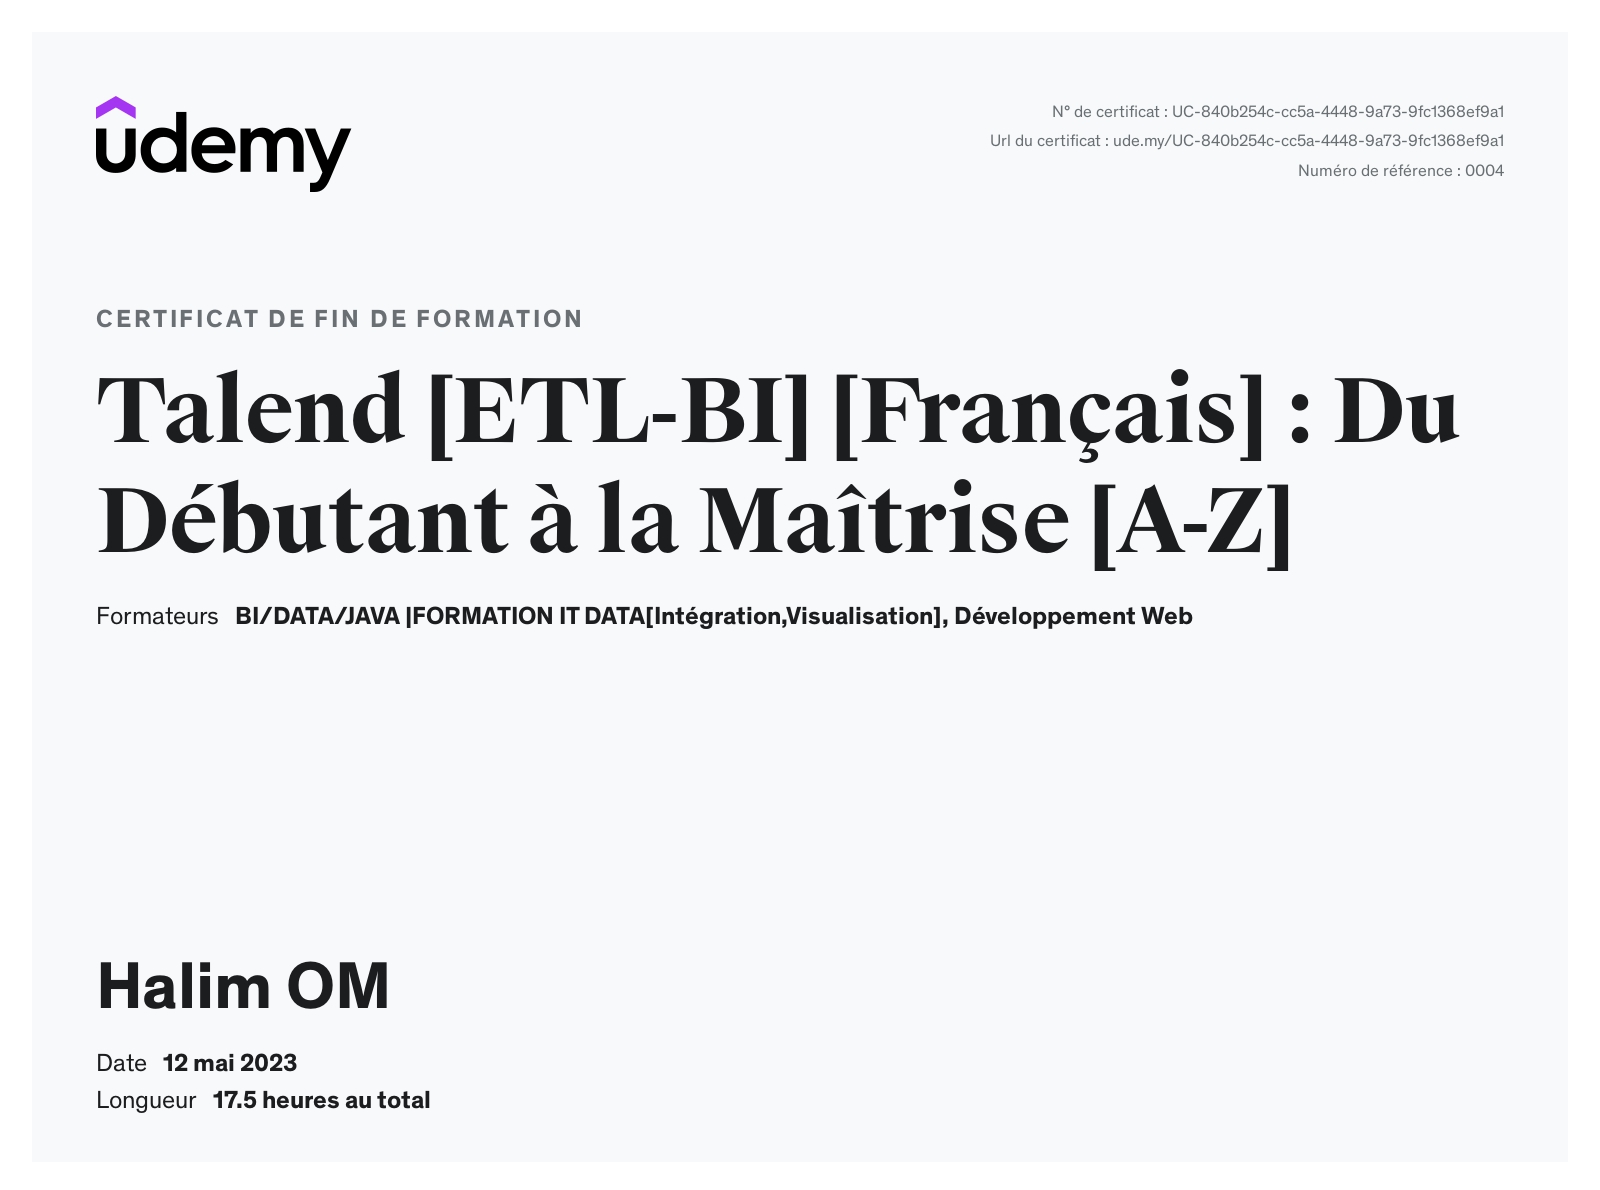 udemy
N° de certificat : UC-840b254c-cc5a-4448-9a73-9fc1368ef9a1
Url du certificat : ude.my/UC-840b254c-cc5a-4448-9a73-9fc1368ef9a1
Numéro de référence : 0004
CERTIFICAT DE FIN DE FORMATION
Talend [ETL-BI] [Français] : Du
Débutant à la Maîtrise [A-Z]
Formateurs BI/DATA/JAVA |FORMATION IT DATA[Intégration,Visualisation], Développement Web
Halim OM
Date 12 mai 2023
Longueur 17.5 heures au total